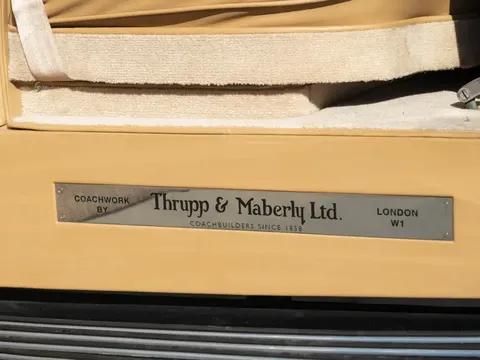 COACHWORK
BY
Thrupp & Maberly Ltd.
COACHBUILDERS SINCE 1858
LONDON
W1